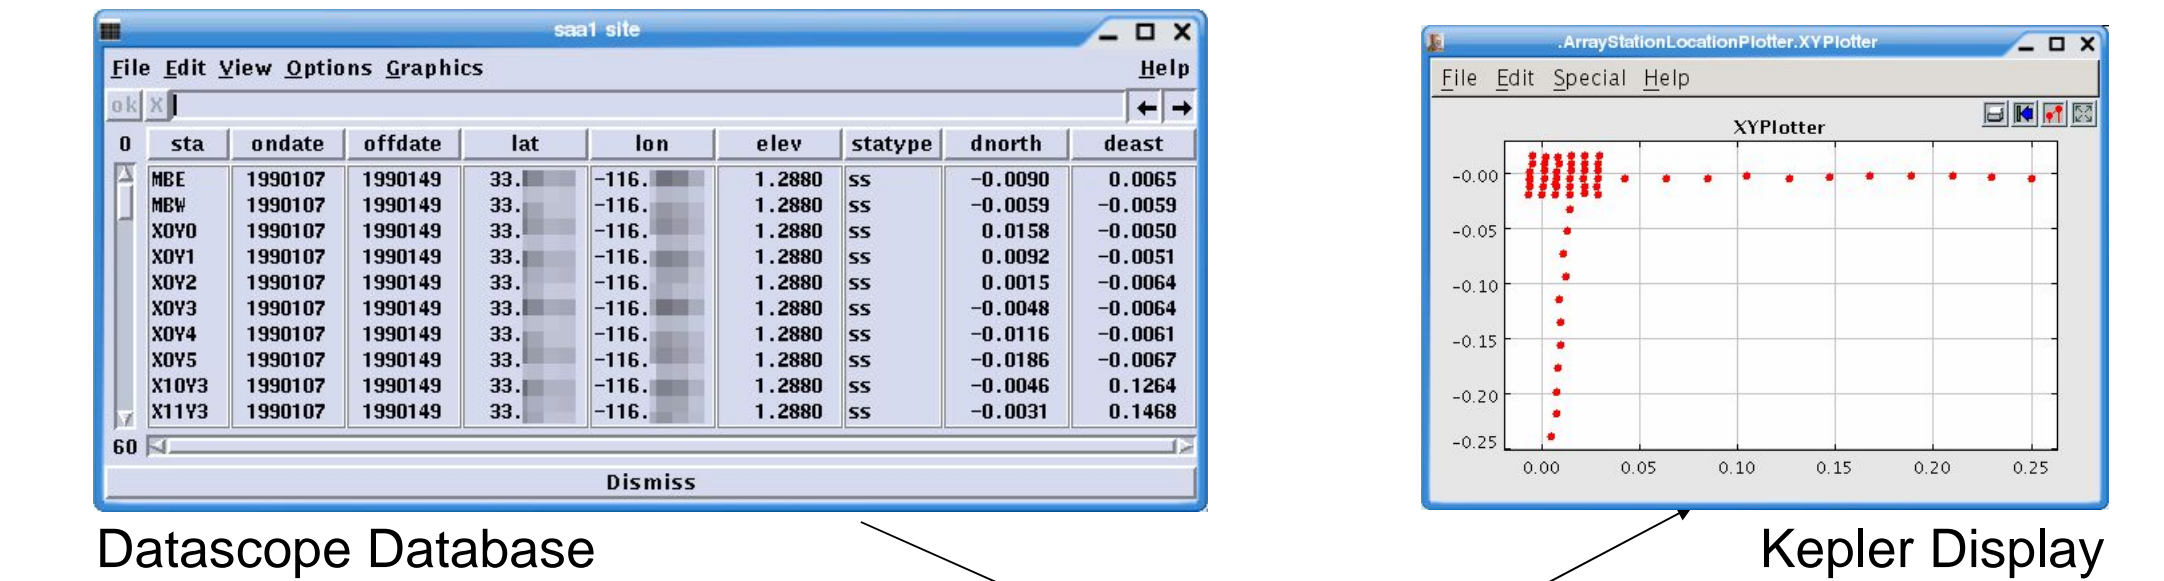 saa1 site
File Edit View Options Graphics Help
ok X
0 sta ondate offdate lat lon elev statype dnorth deast
MBE 1990107 1990149 33. -116. 1.2880 ss -0.0090 0.0065
MBW 1990107 1990149 33. -116. 1.2880 ss -0.0059 -0.0059
X0Y0 1990107 1990149 33. -116. 1.2880 ss 0.0158 -0.0050
X0Y1 1990107 1990149 33. -116. 1.2880 ss 0.0092 -0.0051
X0Y2 1990107 1990149 33. -116. 1.2880 ss 0.0015 -0.0064
X0Y3 1990107 1990149 33. -116. 1.2880 ss -0.0048 -0.0064
X0Y4 1990107 1990149 33. -116. 1.2880 ss -0.0116 -0.0061
X0Y5 1990107 1990149 33. -116. 1.2880 ss -0.0186 -0.0067
X10Y3 1990107 1990149 33. -116. 1.2880 ss -0.0046 0.1264
X11Y3 1990107 1990149 33. -116. 1.2880 ss -0.0031 0.1468
60
Dismiss
Datascope Database
.ArrayStationLocationPlotter.XYPlotter
File Edit Special Help
XYPlotter
-0.00
-0.05
-0.10
-0.15
-0.20
-0.25
0.00 0.05 0.10 0.15 0.20 0.25
Kepler Display